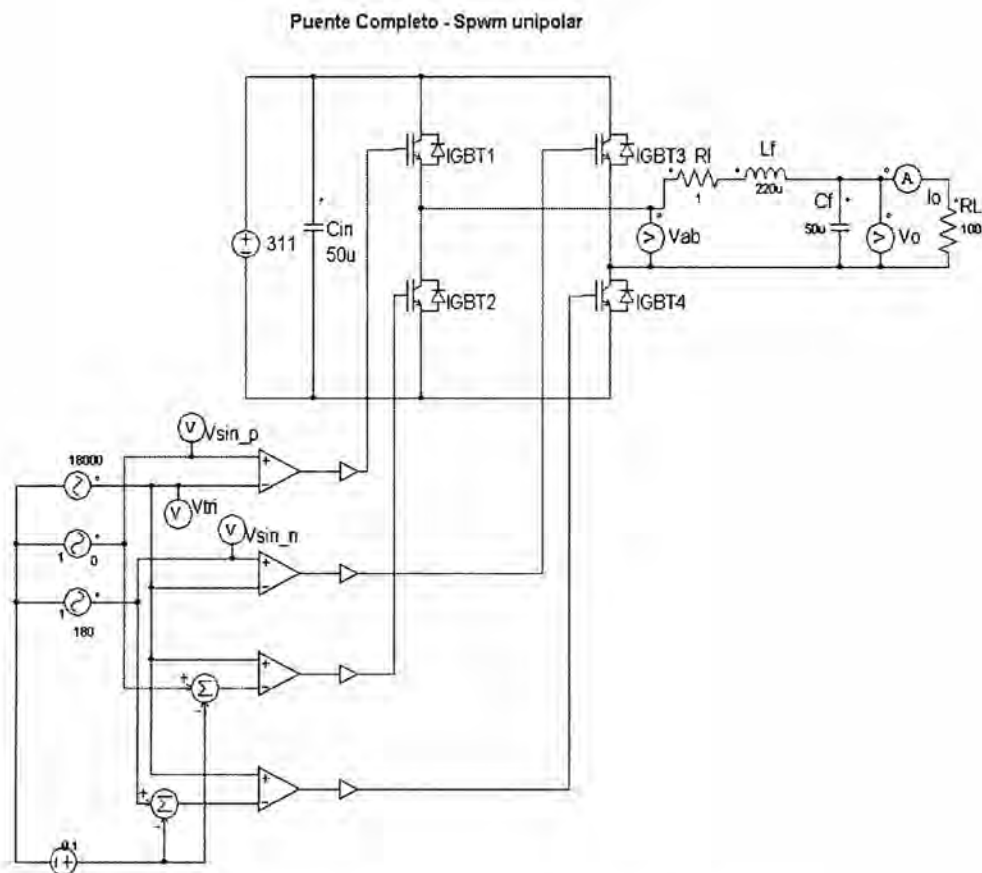 Puente Completo - Spwm unipolar
IGBT1
IGBT3
Rl
1
Lf
220u
A
Io
311
Cin
50u
V
Vab
Cf
50u
V
Vo
RL
100
IGBT2
IGBT4
V
Vsin_p
18000
V
Vtri
V
Vsin_n
1
0
1
180
0.1